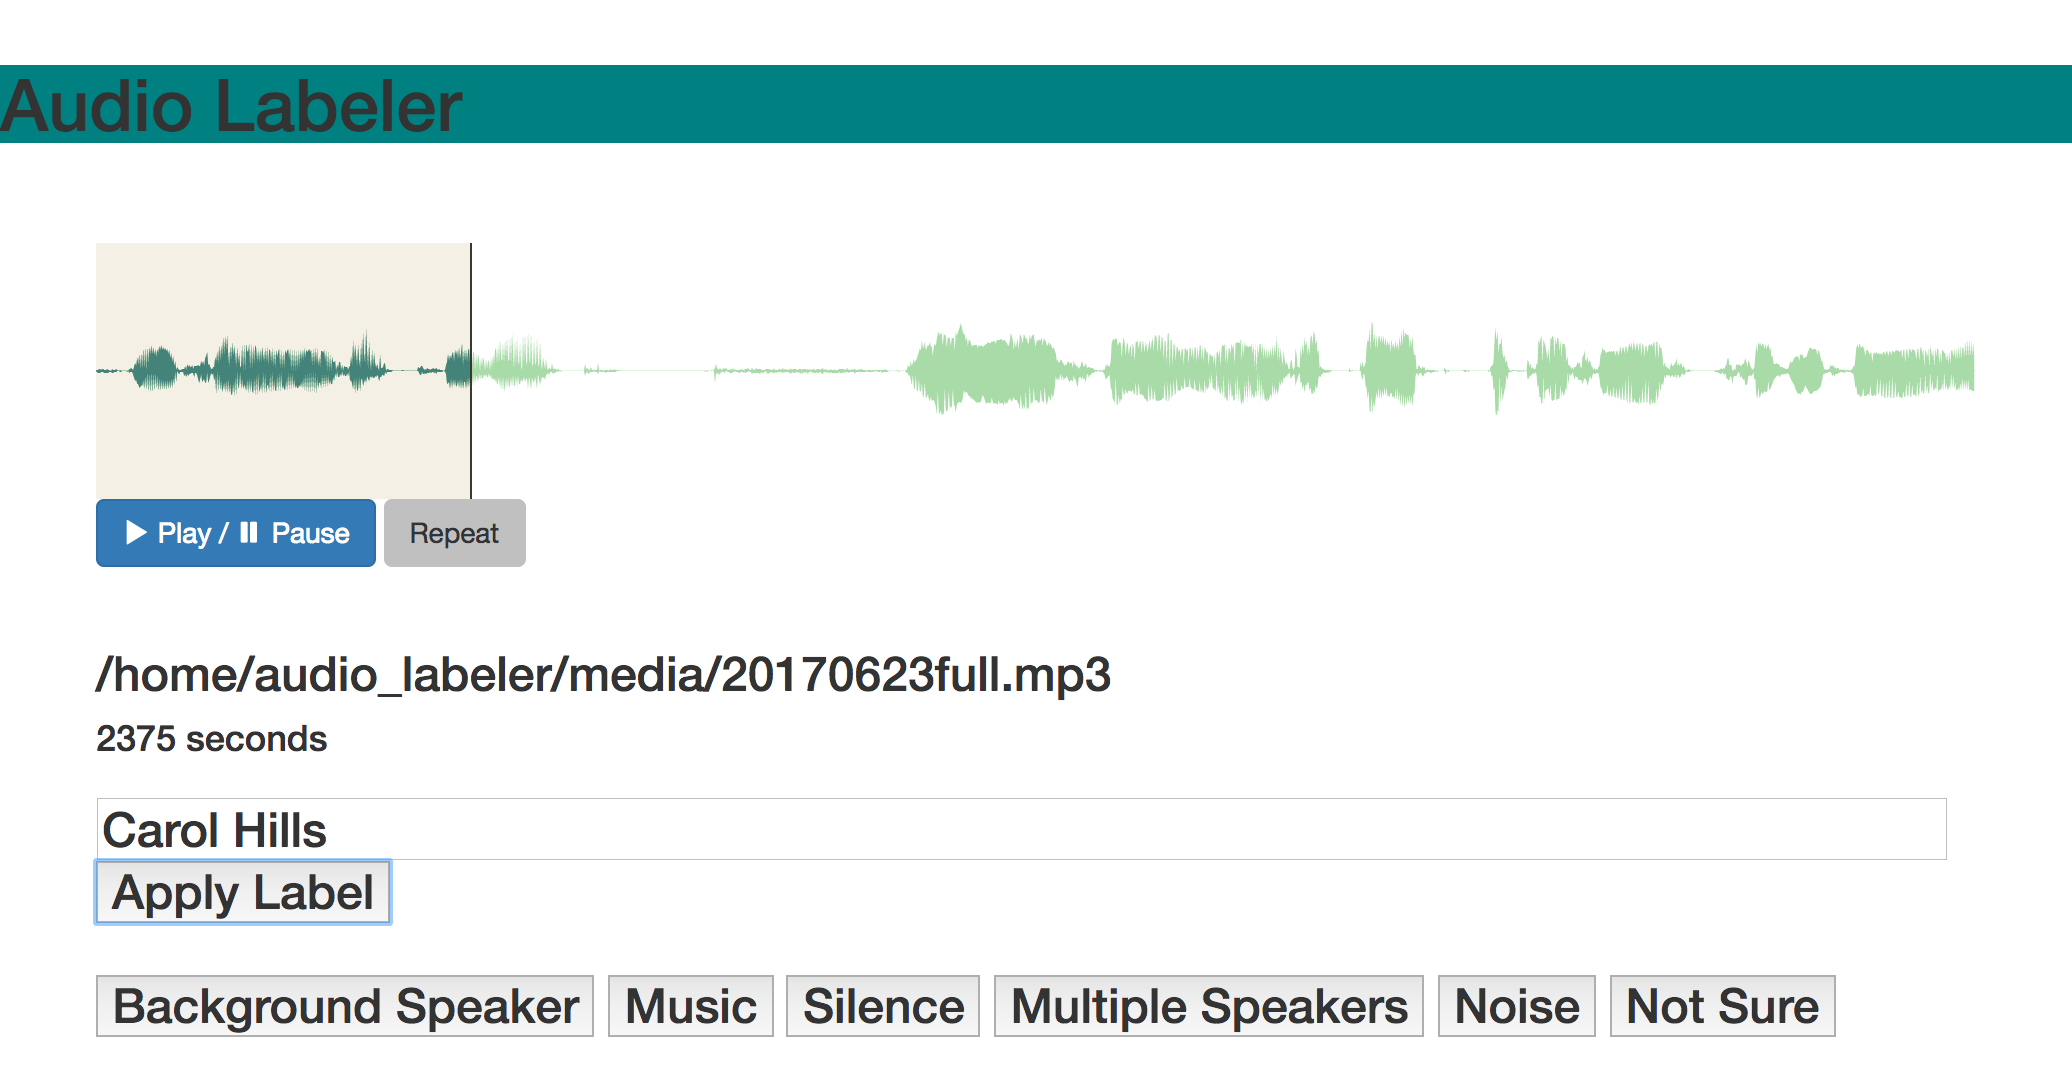 Audio Labeler
Play / Pause Repeat
/home/audio_labeler/media/20170623full.mp3
2375 seconds
Carol Hills
Apply Label
Background Speaker Music Silence Multiple Speakers Noise Not Sure